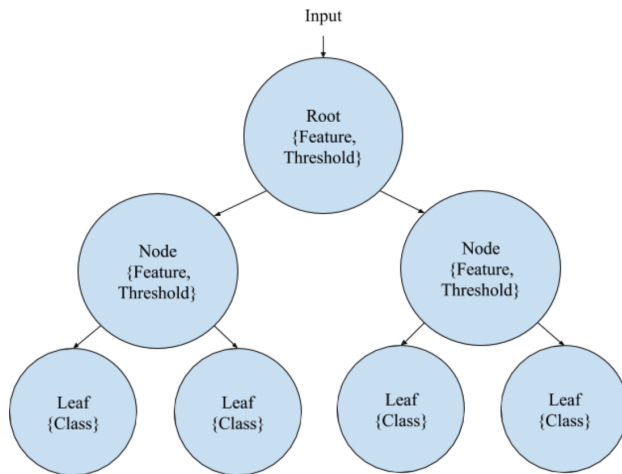 Input
Root
{Feature,
Threshold}
Node
{Feature,
Threshold}
Node
{Feature,
Threshold}
Leaf
{Class}
Leaf
{Class}
Leaf
{Class}
Leaf
{Class}